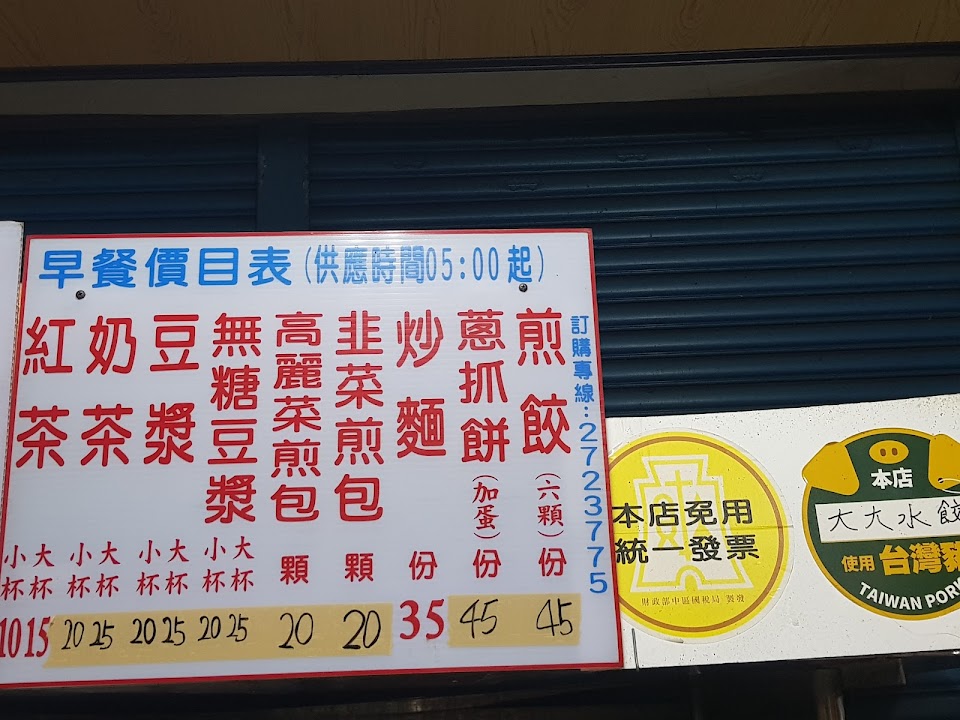 早餐價目表(供應時間05:00起)
訂購專線:2723775
煎餃(六顆) 份 45
蔥抓餅(加蛋) 份 45
炒麵 份 35
韭菜煎包 顆 20
高麗菜煎包 顆 20
無糖豆漿 大杯 25 小杯 20
豆漿 大杯 25 小杯 20
奶茶 大杯 25 小杯 20
紅茶 大杯 15 小杯 10
本店免用
統一發票
財政部中區國稅局 製發
本店
大大水餃
使用 台灣豬
TAIWAN PORK